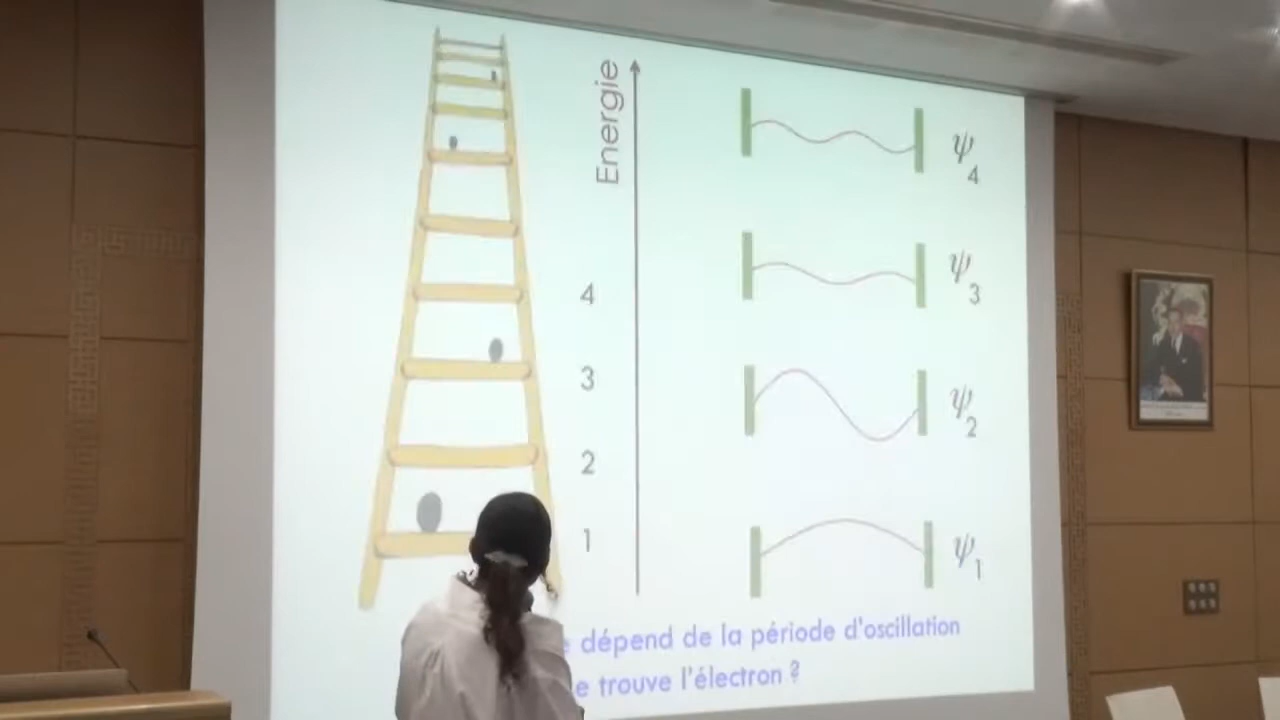 Energie
ψ4
ψ3
ψ2
ψ1
4
3
2
1
dépend de la période d'oscillation
trouve l'électron ?